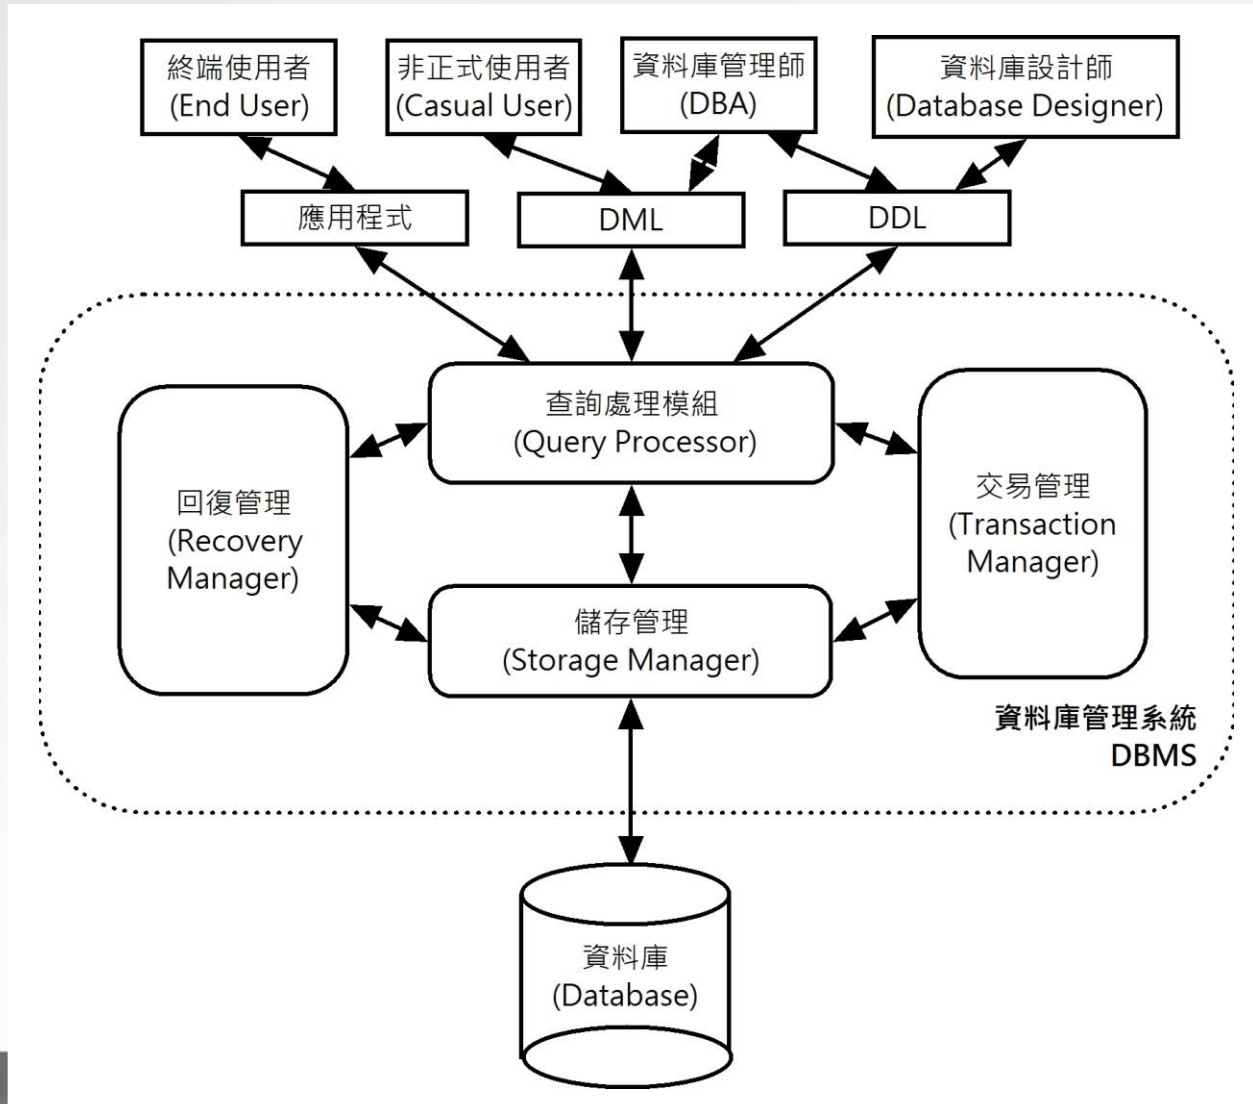 終端使用者
(End User)
非正式使用者
(Casual User)
資料庫管理師
(DBA)
資料庫設計師
(Database Designer)
應用程式
DML
DDL
查詢處理模組
(Query Processor)
回復管理
(Recovery
Manager)
交易管理
(Transaction
Manager)
儲存管理
(Storage Manager)
資料庫管理系統
DBMS
資料庫
(Database)